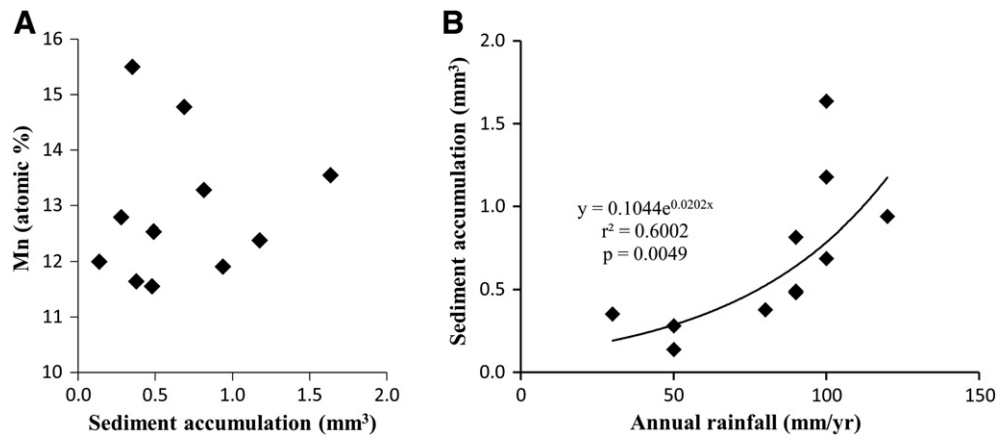 A
16
15
14
13
12
11
10
Mn (atomic %)
0.0 0.5 1.0 1.5 2.0
Sediment accumulation (mm³)
B
2.0
1.5
1.0
0.5
0.0
Sediment accumulation (mm³)
y = 0.1044e⁰·⁰²⁰²ˣ
r² = 0.6002
p = 0.0049
0 50 100 150
Annual rainfall (mm/yr)